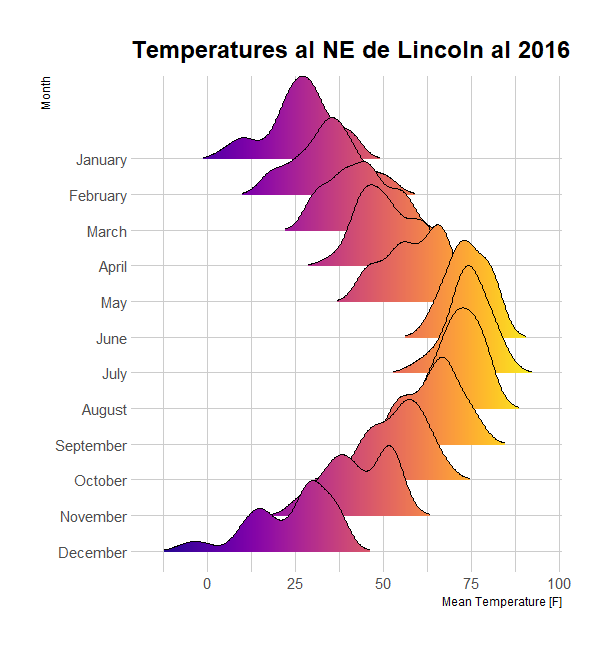 Temperatures al NE de Lincoln al 2016
Month
January
February
March
April
May
June
July
August
September
October
November
December
0 25 50 75 100
Mean Temperature [F]